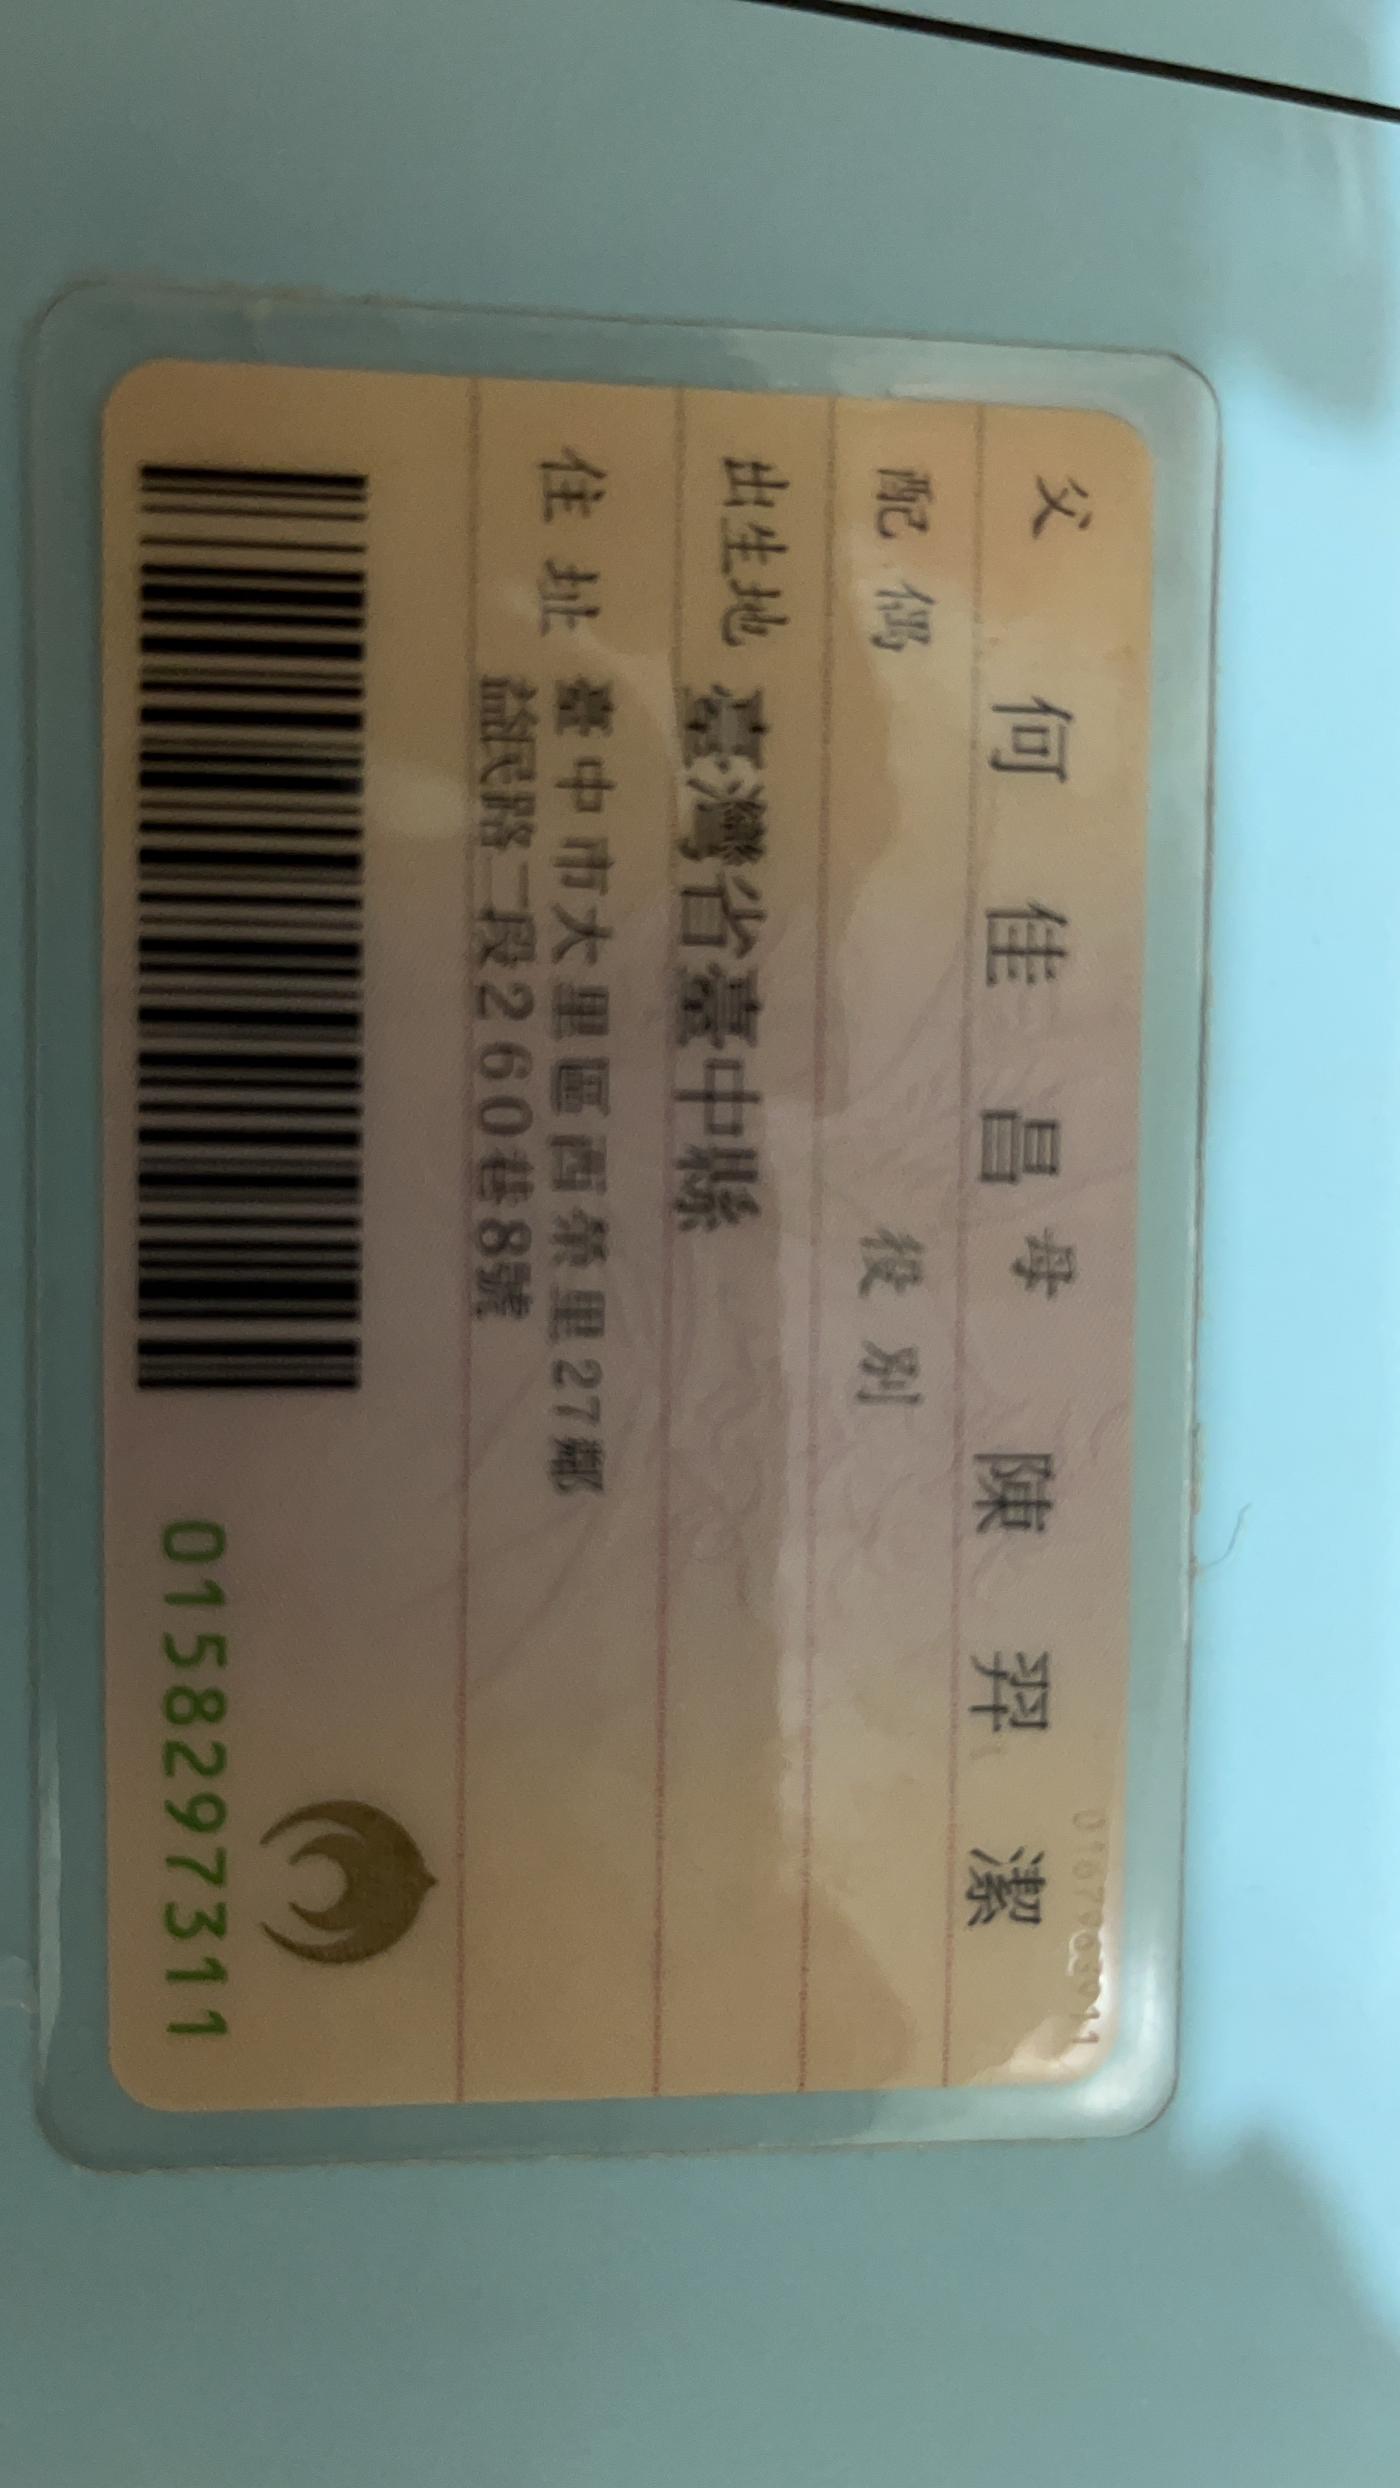 父 何佳昌 母 陳羿潔
配偶 役別
出生地 臺灣省臺中縣
住址 臺中市大里區西榮里27鄰
益民路二段260巷8號
0158297311